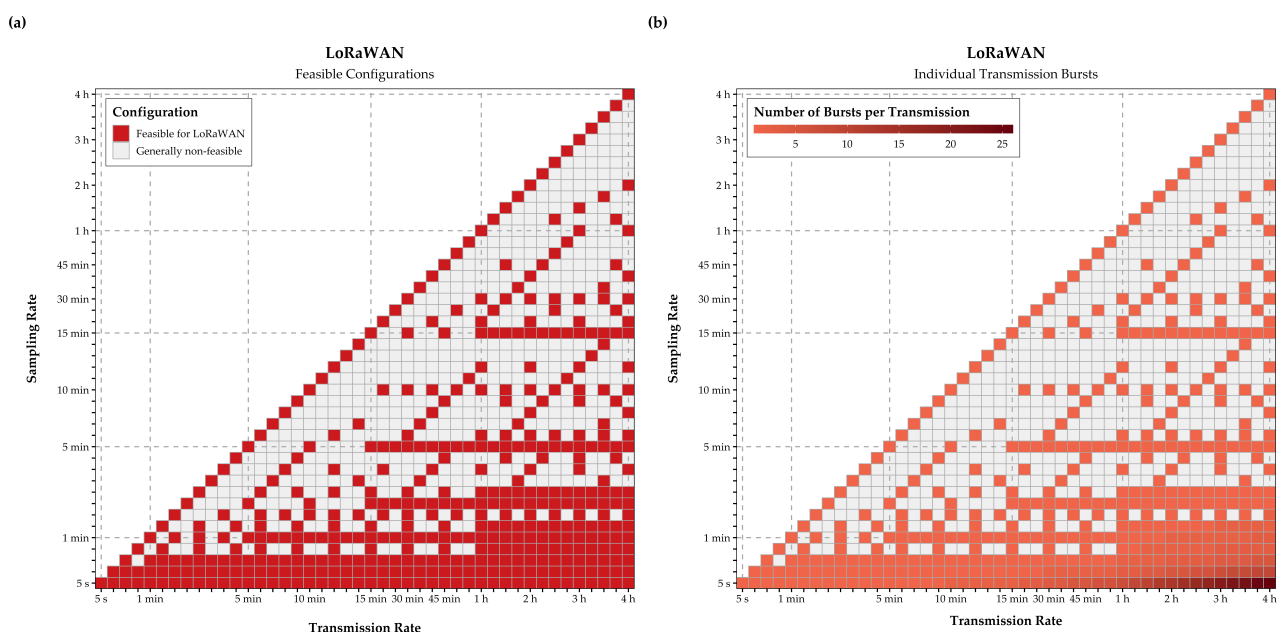 (a)
LoRaWAN
Feasible Configurations
Configuration
Feasible for LoRaWAN
Generally non-feasible
Sampling Rate
4 h
3 h
2 h
1 h
45 min
30 min
15 min
10 min
5 min
1 min
5 s
5 s 1 min 5 min 10 min 15 min 30 min 45 min 1 h 2 h 3 h 4 h
Transmission Rate
(b)
LoRaWAN
Individual Transmission Bursts
Number of Bursts per Transmission
5 10 15 20 25
Sampling Rate
4 h
3 h
2 h
1 h
45 min
30 min
15 min
10 min
5 min
1 min
5 s
5 s 1 min 5 min 10 min 15 min 30 min 45 min 1 h 2 h 3 h 4 h
Transmission Rate